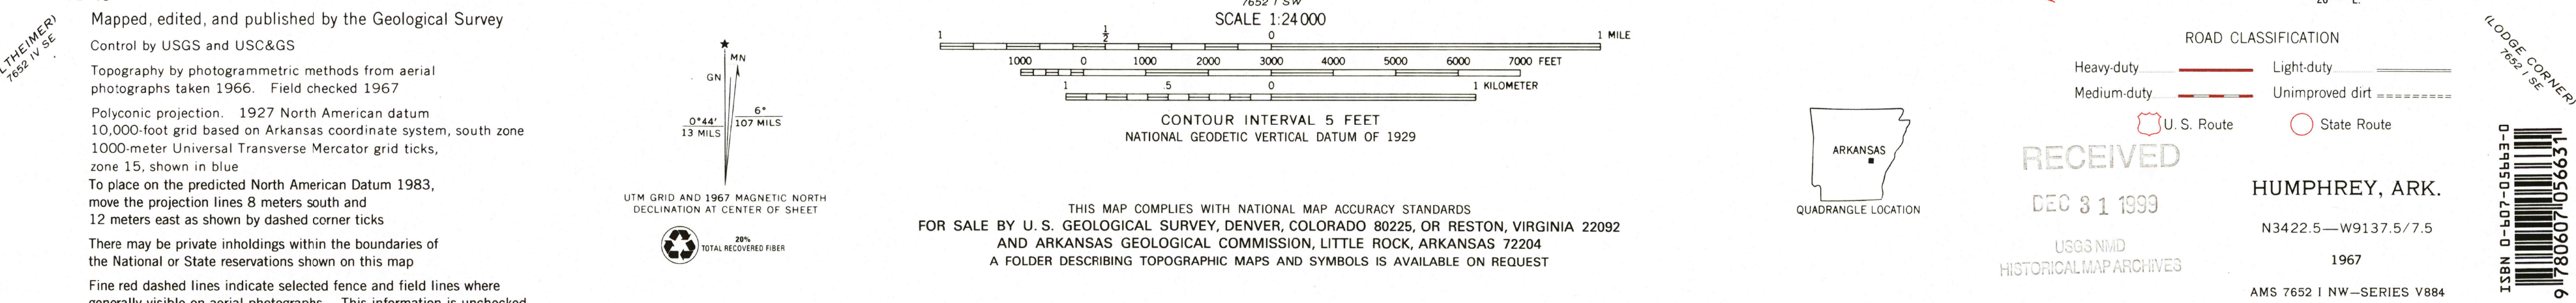 LTHEIMER)
7652 IV SE
Mapped, edited, and published by the Geological Survey
Control by USGS and USC&GS
Topography by photogrammetric methods from aerial
photographs taken 1966. Field checked 1967
Polyconic projection. 1927 North American datum
10,000-foot grid based on Arkansas coordinate system, south zone
1000-meter Universal Transverse Mercator grid ticks,
zone 15, shown in blue
To place on the predicted North American Datum 1983,
move the projection lines 8 meters south and
12 meters east as shown by dashed corner ticks
There may be private inholdings within the boundaries of
the National or State reservations shown on this map
Fine red dashed lines indicate selected fence and field lines where
generally visible on aerial photographs. This information is unchecked
MN
GN
0°44'
13 MILS
6°
107 MILS
UTM GRID AND 1967 MAGNETIC NORTH
DECLINATION AT CENTER OF SHEET
20%
TOTAL RECOVERED FIBER
7652 I SW
SCALE 1:24 000
1 1/2 0 1 MILE
1000 0 1000 2000 3000 4000 5000 6000 7000 FEET
1 .5 0 1 KILOMETER
CONTOUR INTERVAL 5 FEET
NATIONAL GEODETIC VERTICAL DATUM OF 1929
THIS MAP COMPLIES WITH NATIONAL MAP ACCURACY STANDARDS
FOR SALE BY U. S. GEOLOGICAL SURVEY, DENVER, COLORADO 80225, OR RESTON, VIRGINIA 22092
AND ARKANSAS GEOLOGICAL COMMISSION, LITTLE ROCK, ARKANSAS 72204
A FOLDER DESCRIBING TOPOGRAPHIC MAPS AND SYMBOLS IS AVAILABLE ON REQUEST
ARKANSAS
QUADRANGLE LOCATION
ROAD CLASSIFICATION
Heavy-duty Light-duty
Medium-duty Unimproved dirt
U. S. Route State Route
RECEIVED
DEC 31 1999
USGS NMD
HISTORICAL MAP ARCHIVES
HUMPHREY, ARK.
N3422.5—W9137.5/7.5
1967
AMS 7652 I NW—SERIES V884
(LODGE CORNER)
7652 I SE
ISBN 0-607-05663-0
9 780607 056631